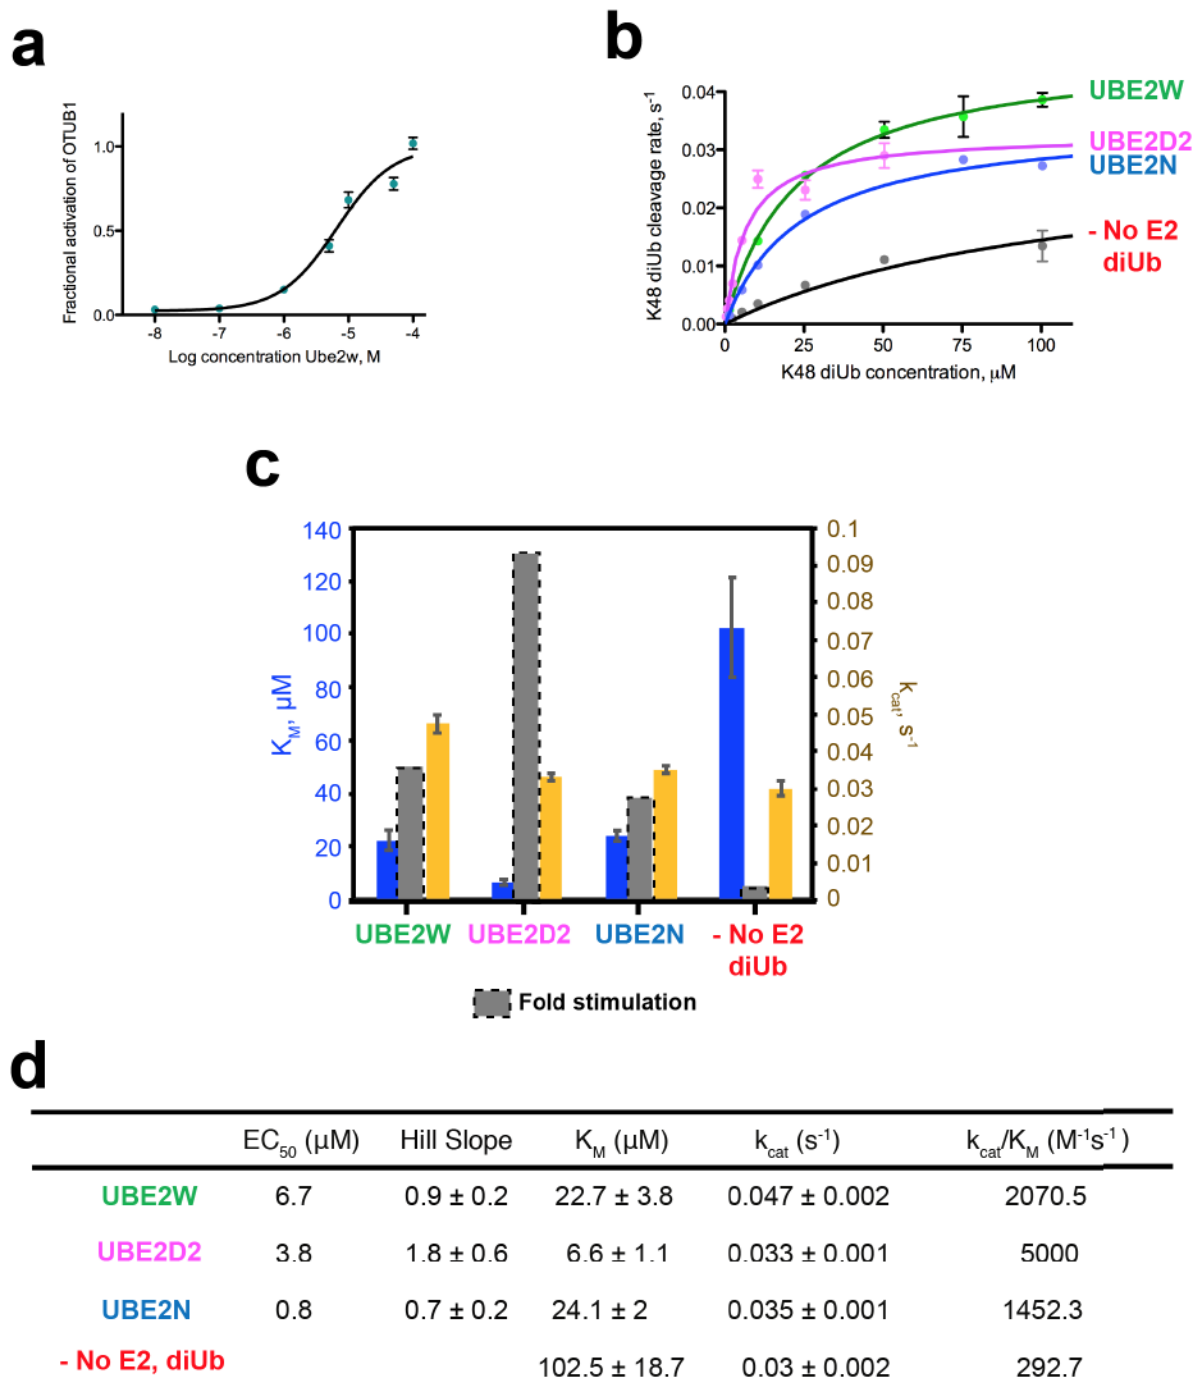 a
Fractional activation of OTUB1
1.0
0.5
0.0
-8 -7 -6 -5 -4
Log concentration Ube2w, M
b
K48 diUb cleavage rate, s-1
0.04
0.03
0.02
0.01
0.00
0 25 50 75 100
K48 diUb concentration, μM
UBE2W
UBE2D2
UBE2N
- No E2
diUb
c
KM, μM
140
120
100
80
60
40
20
0
0.1
0.09
0.08
0.07
0.06
0.05
0.04
0.03
0.02
0.01
0
kcat, s-1
UBE2W UBE2D2 UBE2N - No E2
diUb
Fold stimulation
d
EC50 (μM) Hill Slope KM (μM) kcat (s-1) kcat/KM (M-1s-1)
UBE2W 6.7 0.9 ± 0.2 22.7 ± 3.8 0.047 ± 0.002 2070.5
UBE2D2 3.8 1.8 ± 0.6 6.6 ± 1.1 0.033 ± 0.001 5000
UBE2N 0.8 0.7 ± 0.2 24.1 ± 2 0.035 ± 0.001 1452.3
- No E2, diUb 102.5 ± 18.7 0.03 ± 0.002 292.7